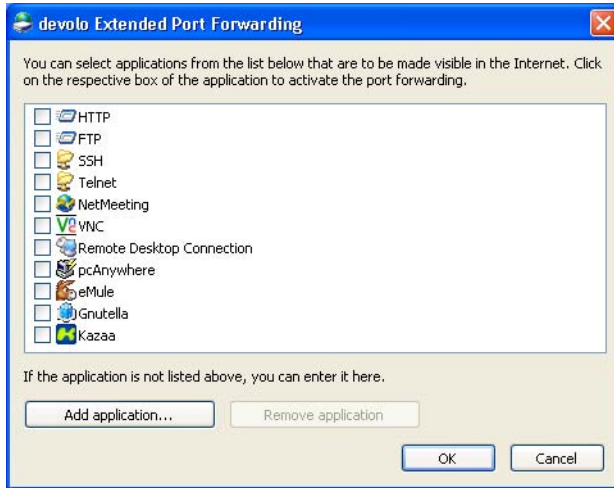 devolo Extended Port Forwarding
You can select applications from the list below that are to be made visible in the Internet. Click
on the respective box of the application to activate the port forwarding.
HTTP
FTP
SSH
Telnet
NetMeeting
VNC
Remote Desktop Connection
pcAnywhere
eMule
Gnutella
Kazaa
If the application is not listed above, you can enter it here.
Add application... Remove application
OK Cancel